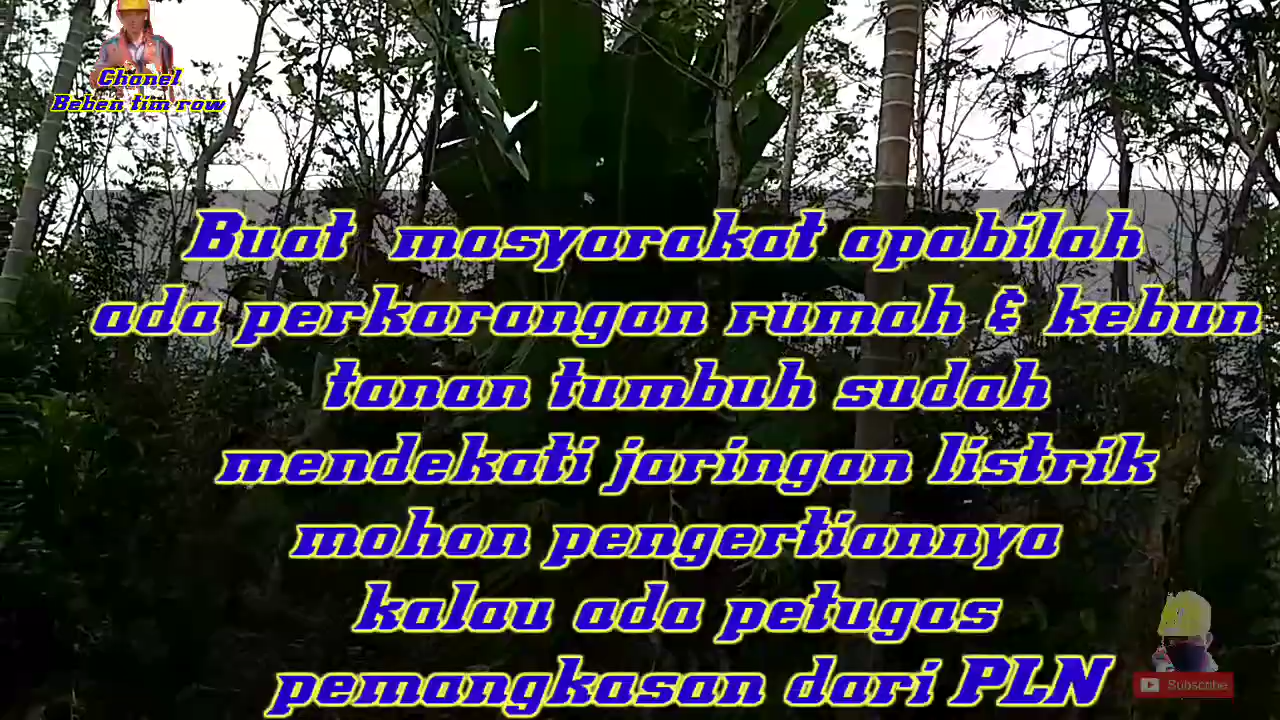 Chanel
Beben tim row
Buat masyarakat apabilah
ada perkarangan rumah & kebun
tanan tumbuh sudah
mendekati jaringan listrik
mohon pengertiannya
kalau ada petugas
pemangkasan dari PLN
Subscribe